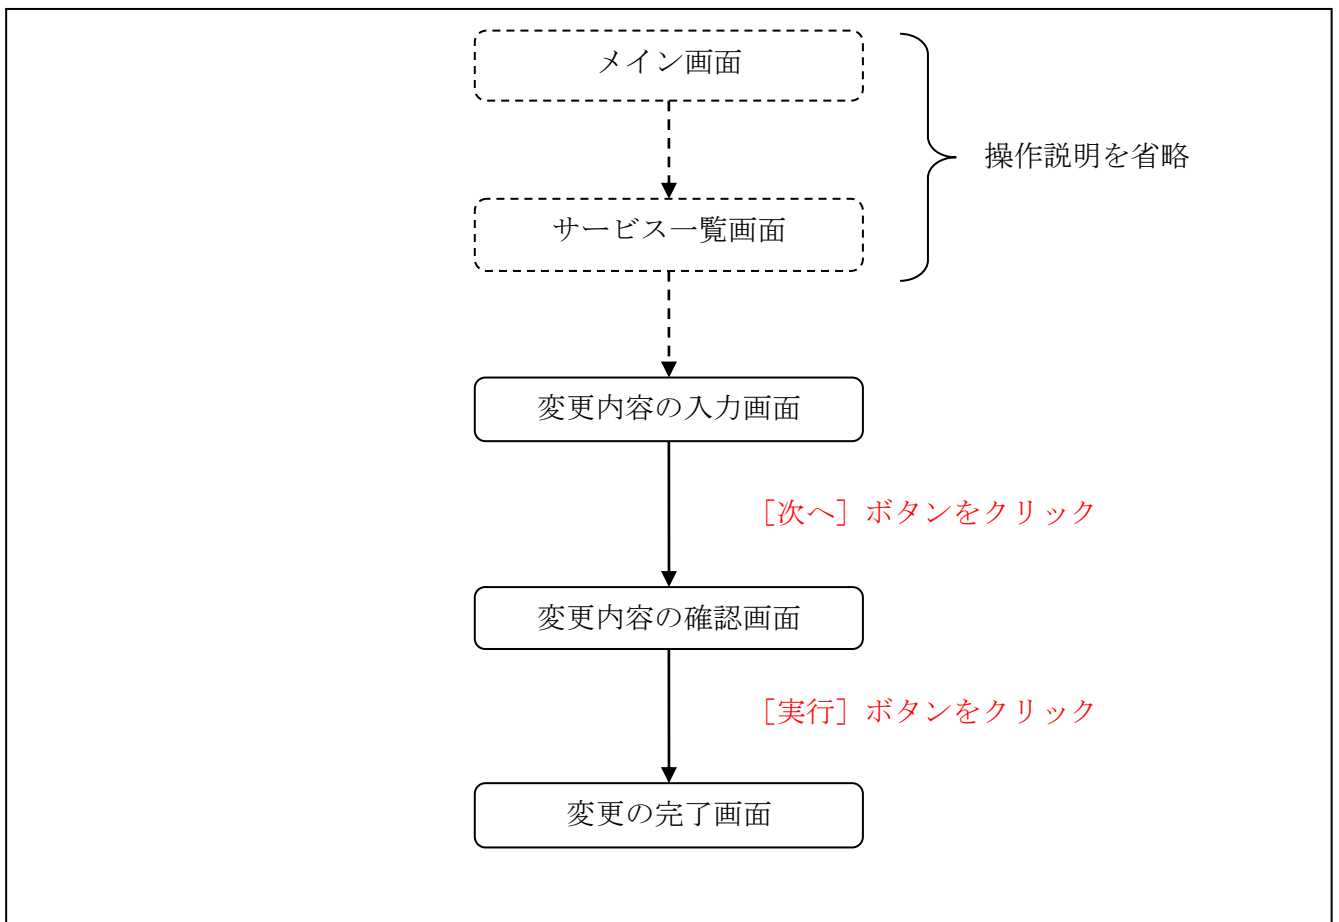 メイン画面
操作説明を省略
サービス一覧画面
変更内容の入力画面
［次へ］ボタンをクリック
変更内容の確認画面
［実行］ボタンをクリック
変更の完了画面